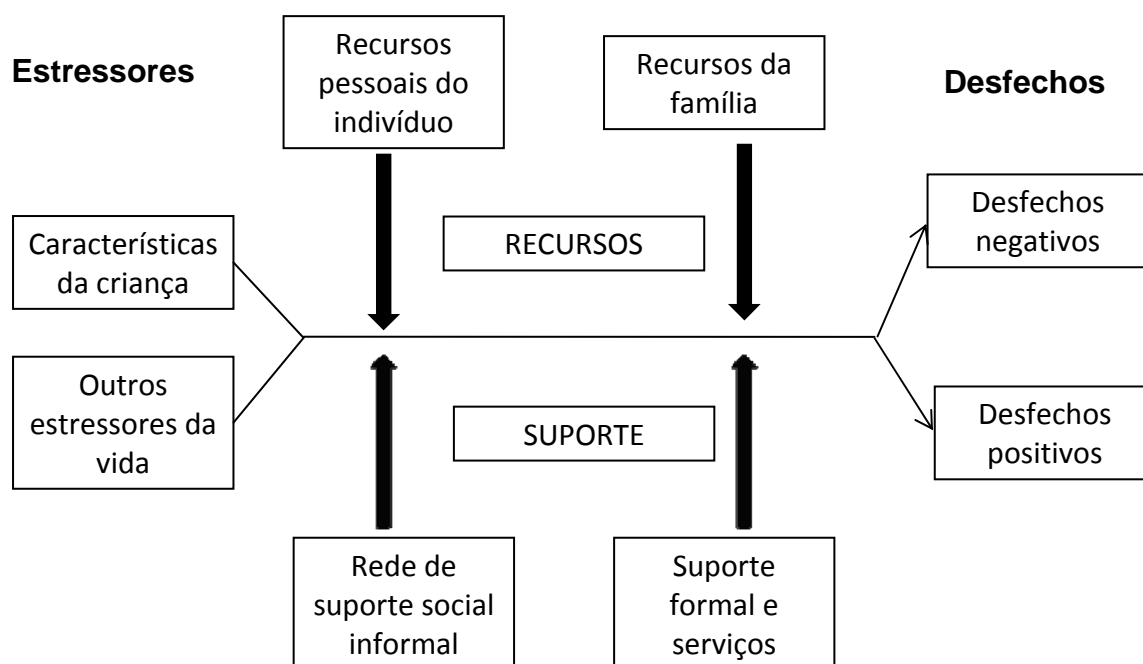 Estressores
Recursos
pessoais do
indivíduo
Recursos da
família
Desfechos
Características
da criança
RECURSOS
Desfechos
negativos
Outros
estressores da
vida
SUPORTE
Desfechos
positivos
Rede de
suporte social
informal
Suporte
formal e
serviços